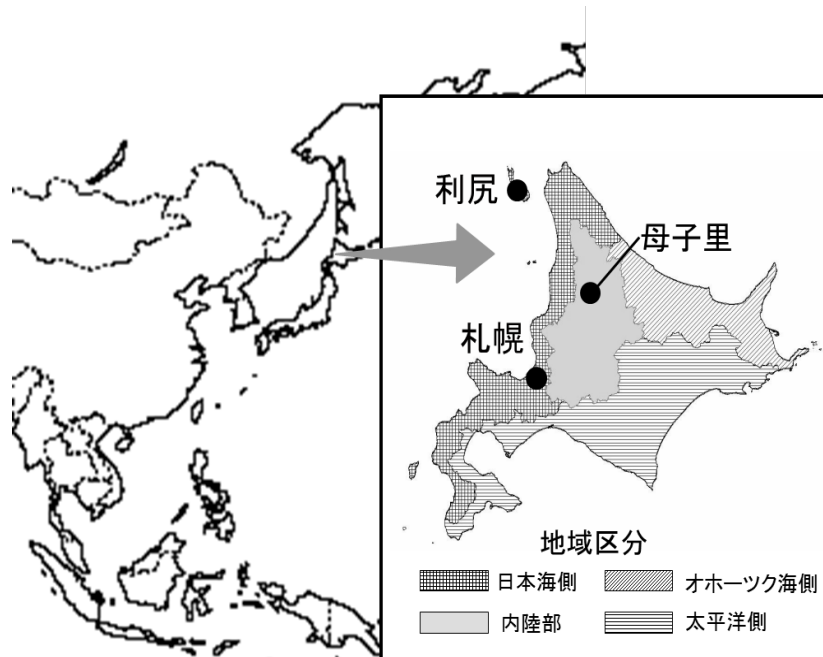 利尻
母子里
札幌
地域区分
日本海側
オホーツク海側
内陸部
太平洋側